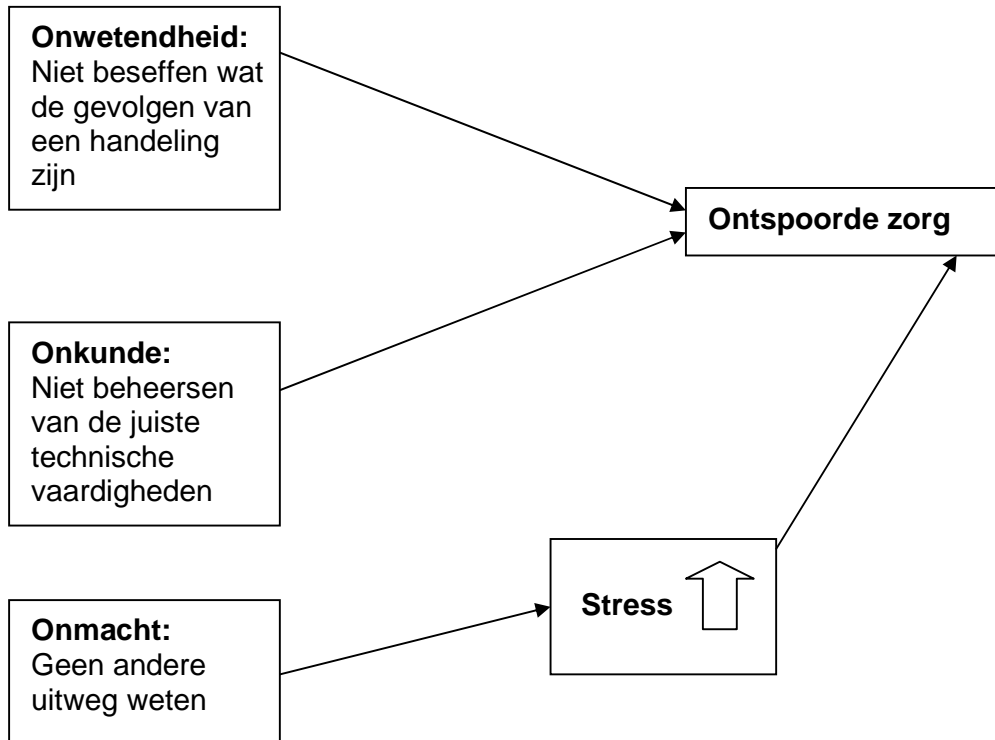 Onwetendheid:
Niet beseffen wat
de gevolgen van
een handeling
zijn
Ontspoorde zorg
Onkunde:
Niet beheersen
van de juiste
technische
vaardigheden
Stress
Onmacht:
Geen andere
uitweg weten